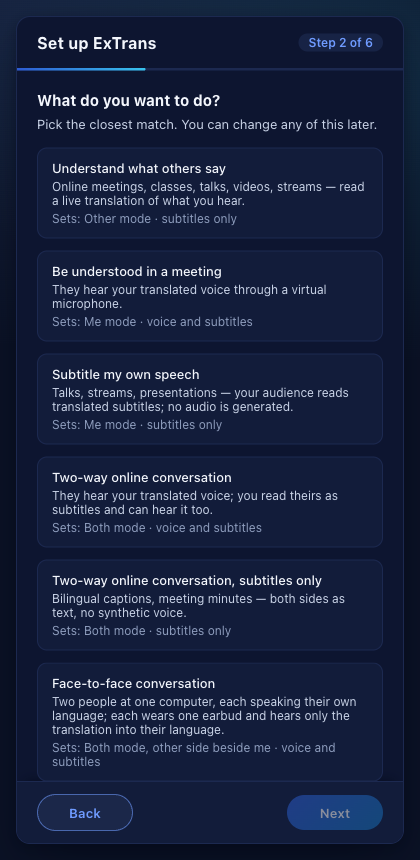 Set up ExTrans
Step 2 of 6
What do you want to do?
Pick the closest match. You can change any of this later.
Understand what others say
Online meetings, classes, talks, videos, streams — read
a live translation of what you hear.
Sets: Other mode · subtitles only
Be understood in a meeting
They hear your translated voice through a virtual
microphone.
Sets: Me mode · voice and subtitles
Subtitle my own speech
Talks, streams, presentations — your audience reads
translated subtitles; no audio is generated.
Sets: Me mode · subtitles only
Two-way online conversation
They hear your translated voice; you read theirs as
subtitles and can hear it too.
Sets: Both mode · voice and subtitles
Two-way online conversation, subtitles only
Bilingual captions, meeting minutes — both sides as
text, no synthetic voice.
Sets: Both mode · subtitles only
Face-to-face conversation
Two people at one computer, each speaking their own
language; each wears one earbud and hears only the
translation into their language.
Sets: Both mode, other side beside me · voice and
subtitles
Back
Next